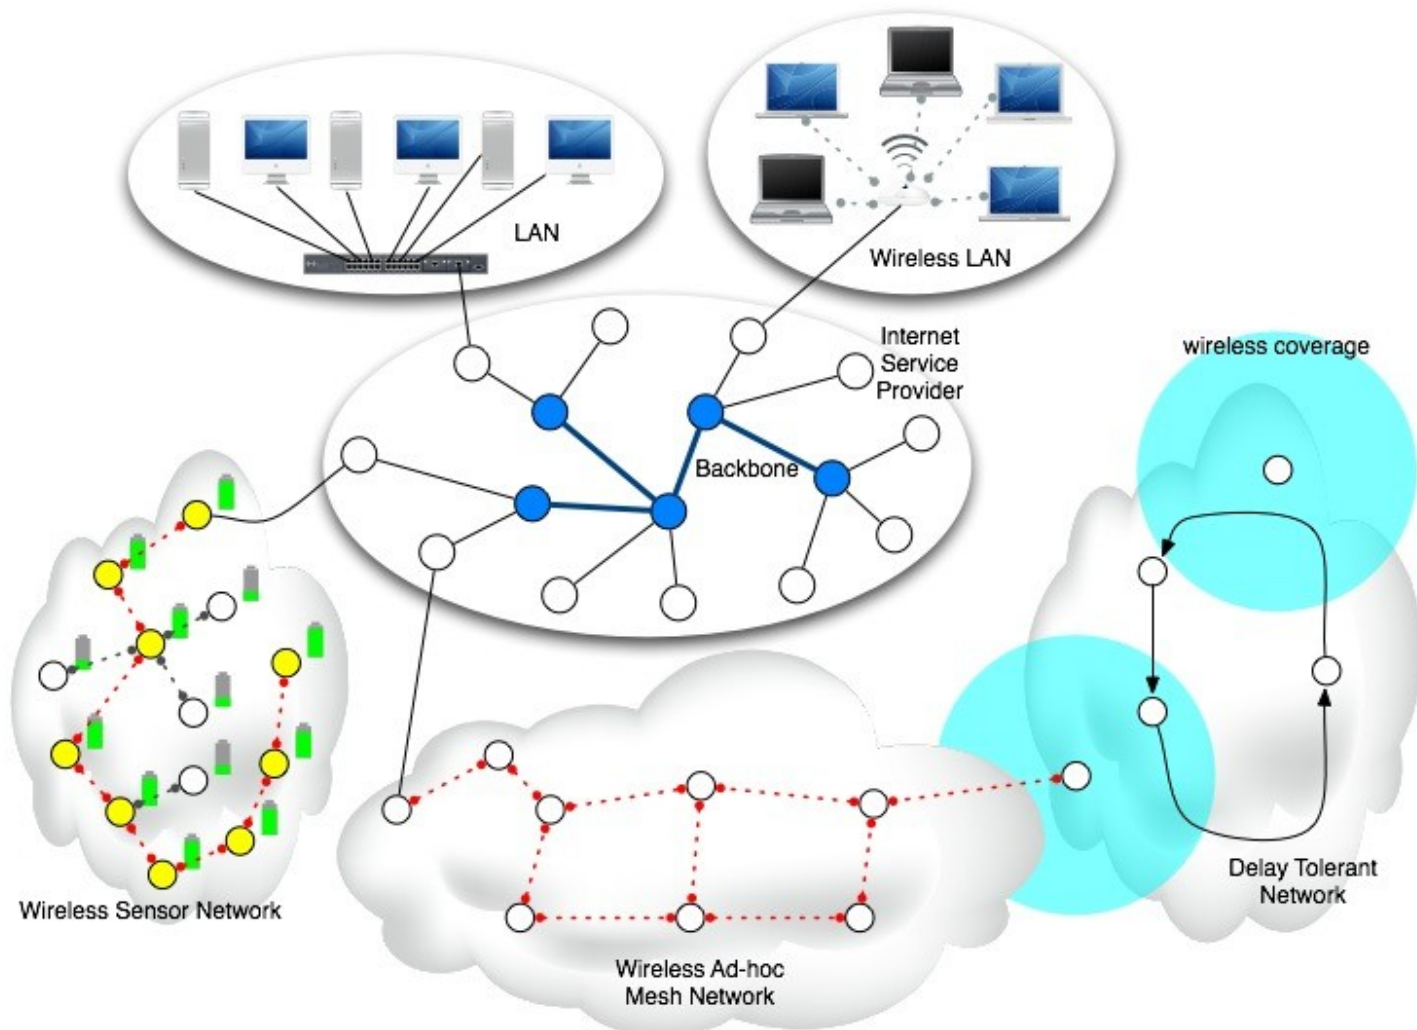 LAN
Wireless LAN
Internet
Service
Provider
wireless coverage
Backbone
Delay Tolerant
Network
Wireless Sensor Network
Wireless Ad-hoc
Mesh Network